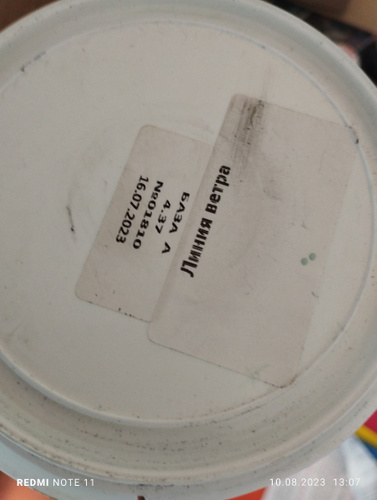 БАЗА А
4.37
№01810
16.07.2023
Линия ветра
REDMI NOTE 11
10.08.2023 13:07